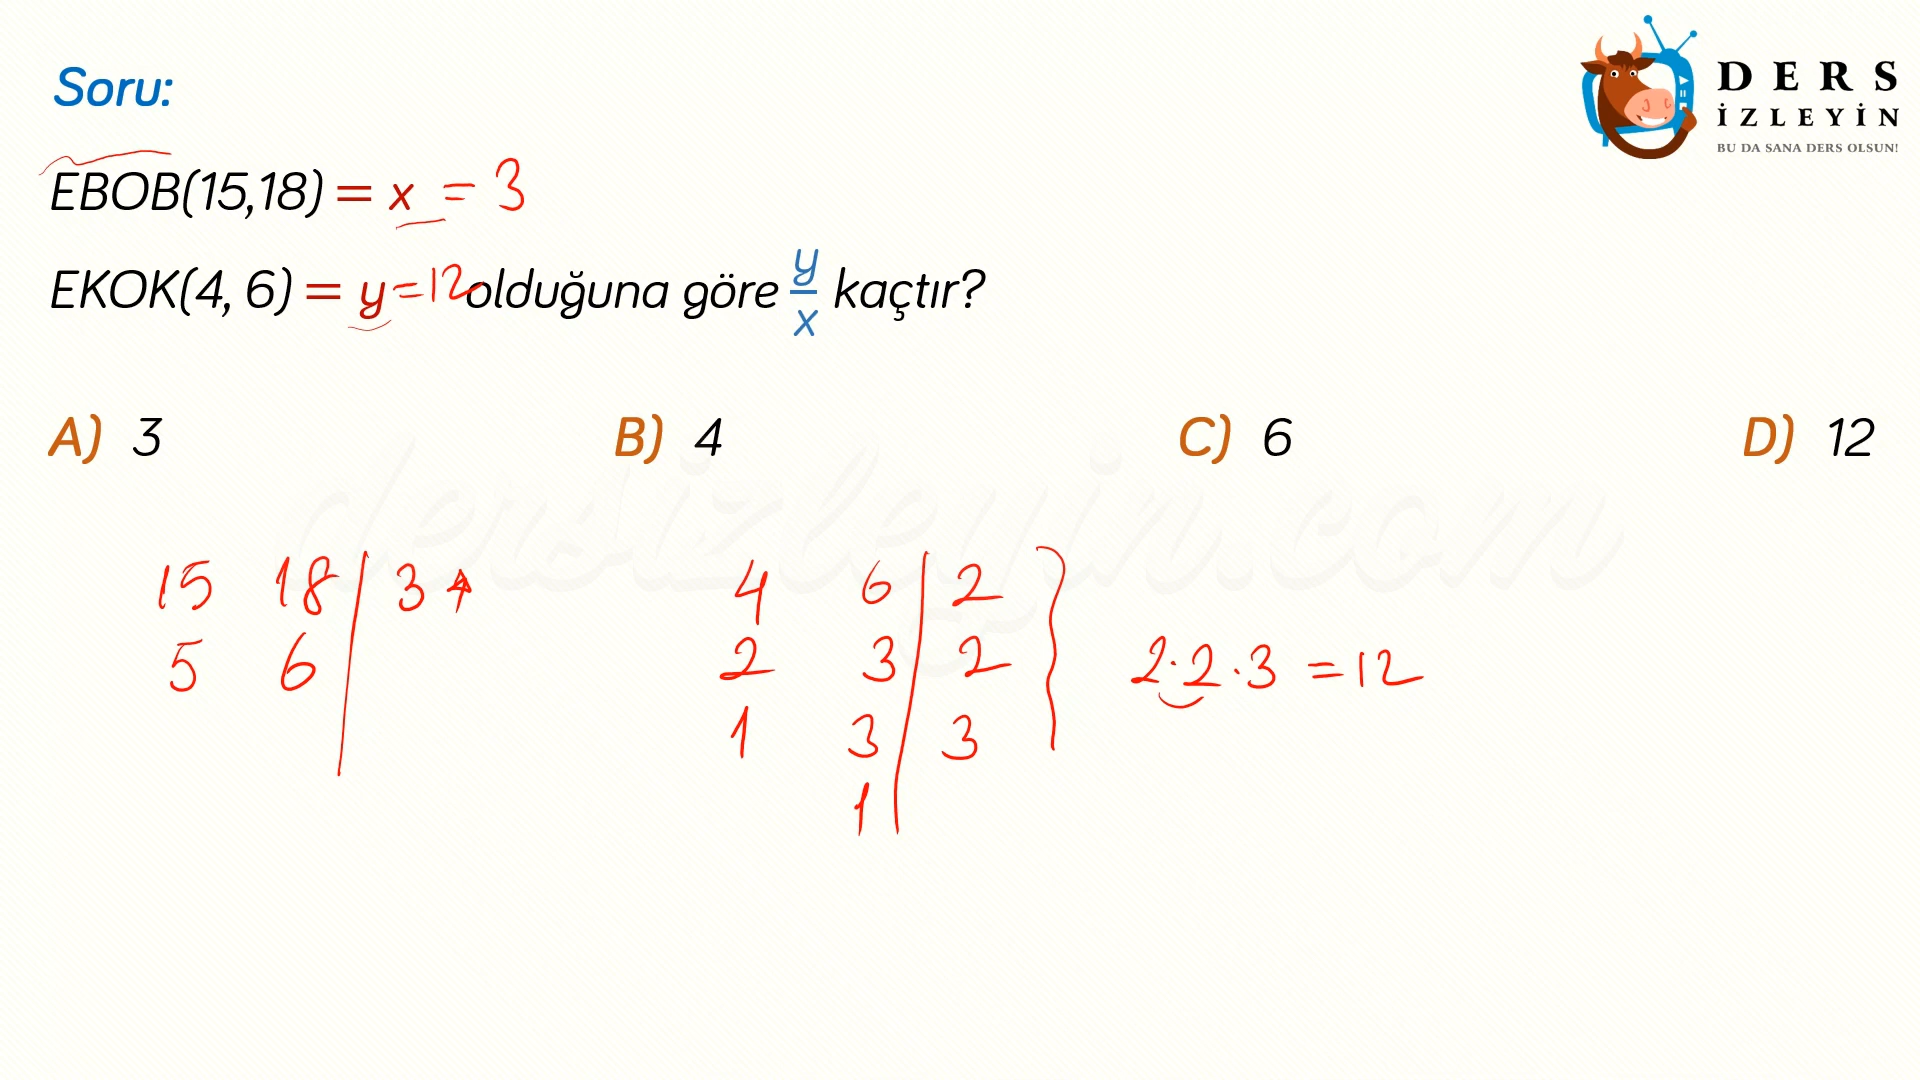 Soru:
DERS
İZLEYİN
BU DA SANA DERS OLSUN!
EBOB(15,18) = x = 3
EKOK(4, 6) = y = 12 olduğuna göre y/x kaçtır?
A) 3 B) 4 C) 6 D) 12
dersizleyin.com
15 18 3
5 6
4 6 2
2 3 2
1 3 3
1
2·2·3 = 12